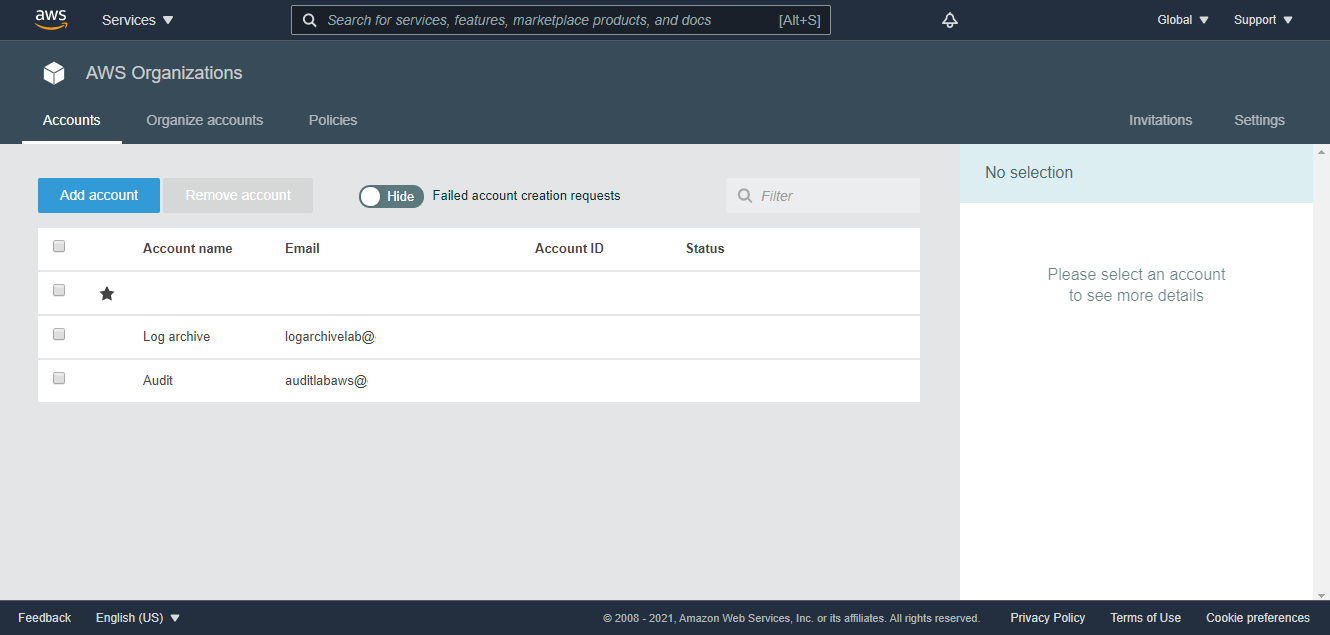 aws Services Search for services, features, marketplace products, and docs [Alt+S] Global Support
AWS Organizations
Accounts Organize accounts Policies Invitations Settings
No selection
Add account Remove account Hide Failed account creation requests Filter
Account name Email Account ID Status
Please select an account
to see more details
Log archive logarchivelab@
Audit auditlabaws@
Feedback English (US) © 2008 - 2021, Amazon Web Services, Inc. or its affiliates. All rights reserved. Privacy Policy Terms of Use Cookie preferences